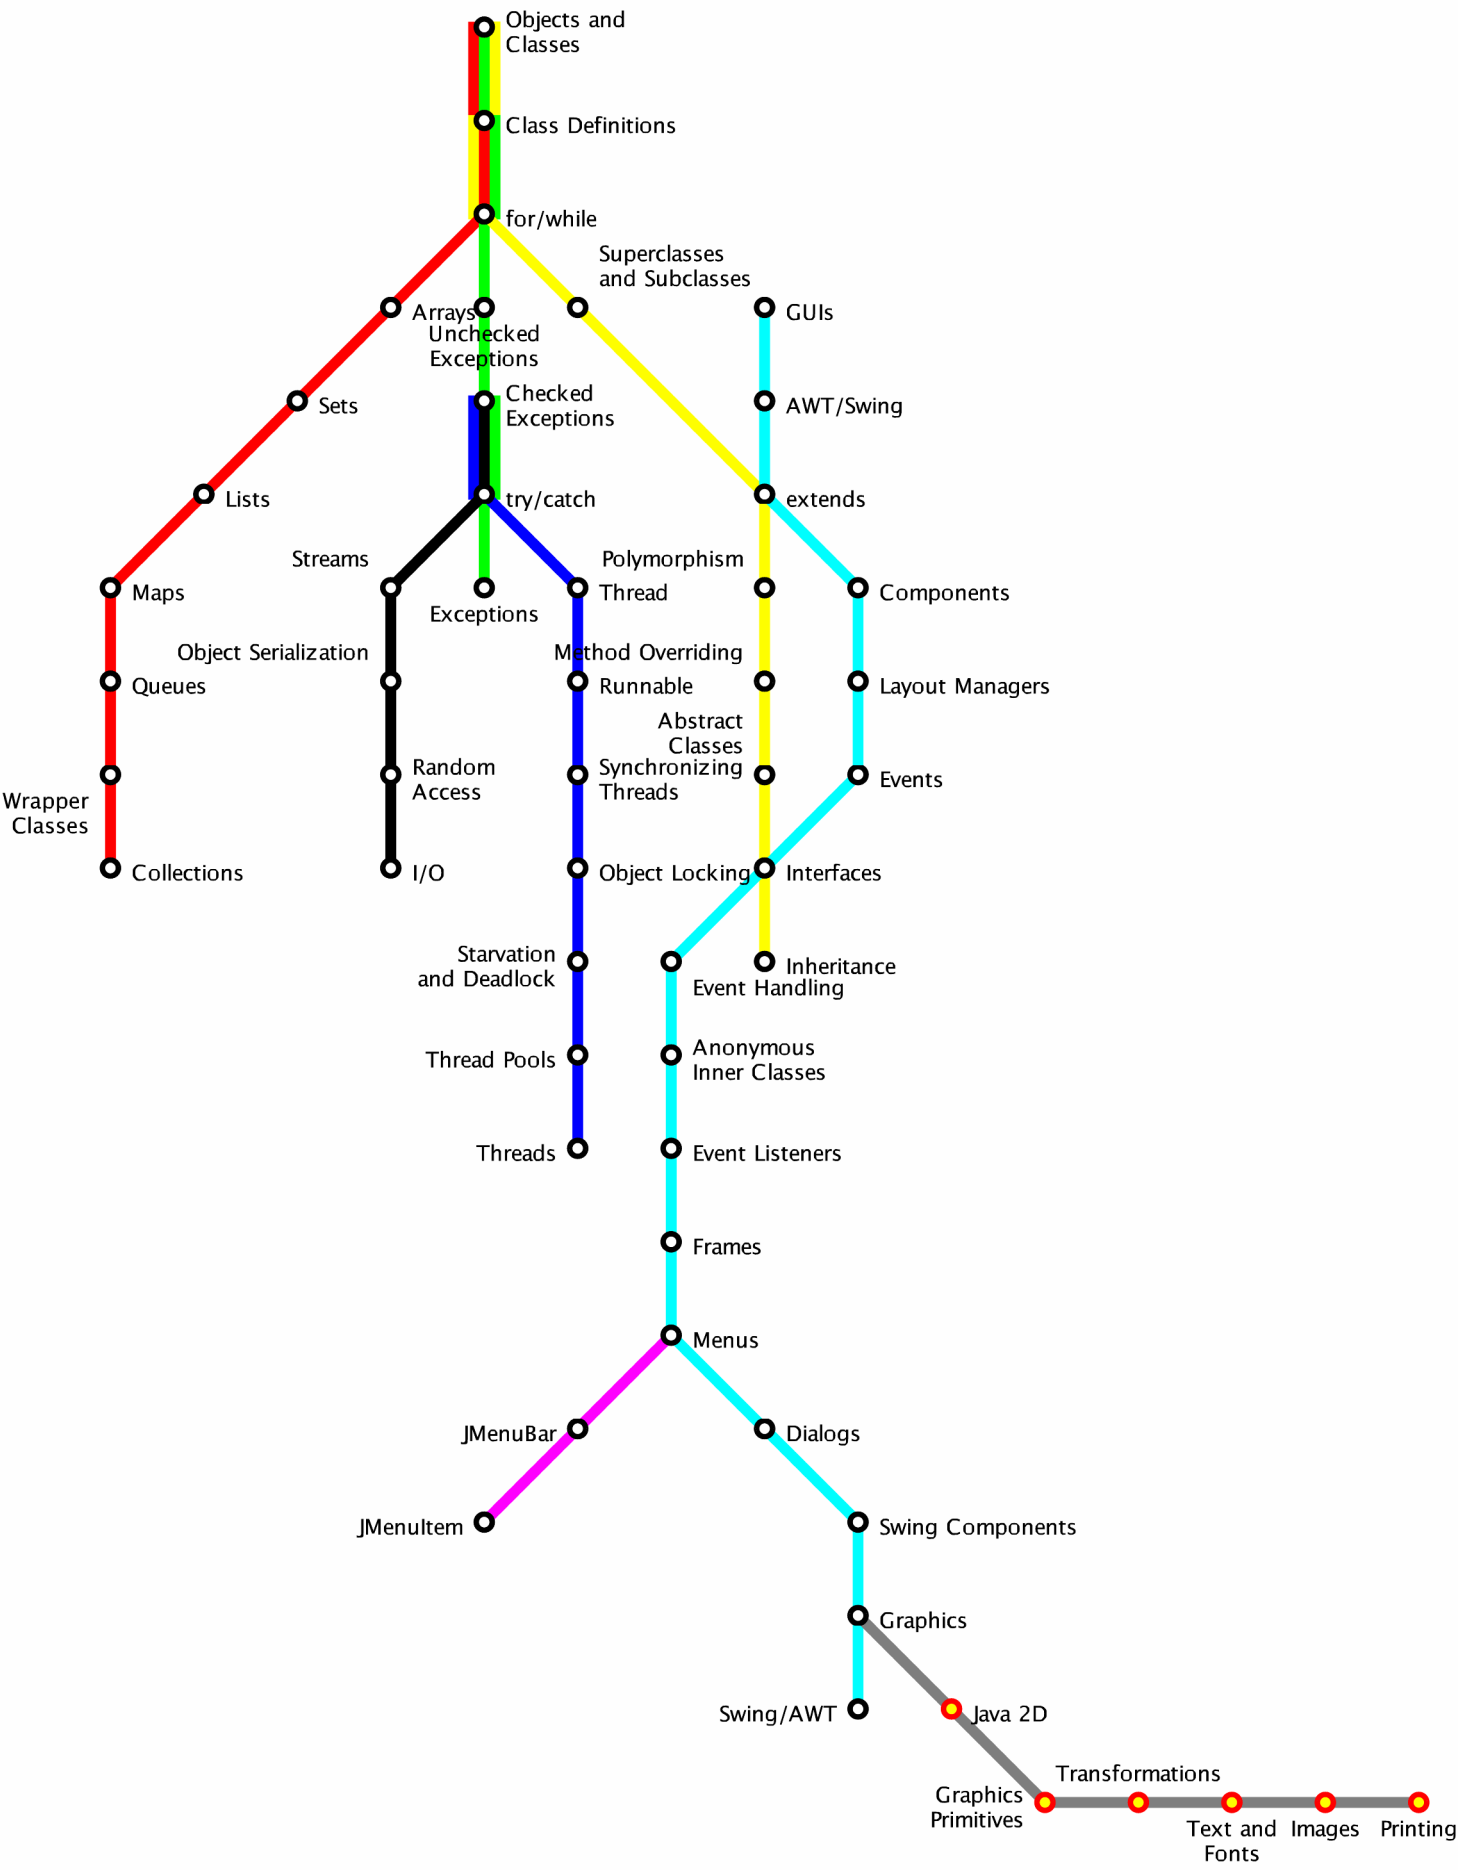 Objects and
Classes
Class Definitions
for/while
Superclasses
and Subclasses
Arrays
GUIs
Unchecked
Exceptions
Checked
Exceptions
Sets
AWT/Swing
Lists
try/catch
extends
Streams
Polymorphism
Maps
Thread
Components
Exceptions
Object Serialization
Method Overriding
Queues
Runnable
Layout Managers
Abstract
Classes
Random
Access
Synchronizing
Threads
Events
Wrapper
Classes
Collections
I/O
Object Locking
Interfaces
Starvation
and Deadlock
Inheritance
Event Handling
Thread Pools
Anonymous
Inner Classes
Threads
Event Listeners
Frames
Menus
JMenuBar
Dialogs
JMenuItem
Swing Components
Graphics
Swing/AWT
Java 2D
Transformations
Graphics
Primitives
Text and
Fonts
Images
Printing